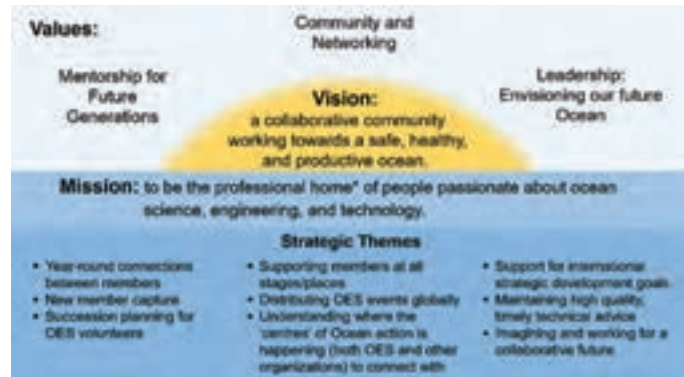 Values:
Community and
Networking
Mentorship for
Future
Generations
Leadership:
Envisioning our future
Ocean
Vision:
a collaborative community
working towards a safe, healthy,
and productive ocean.
Mission: to be the professional home* of people passionate about ocean
science, engineering, and technology.
Strategic Themes
• Year-round connections
between members
• New member capture
• Succession planning for
OES volunteers
• Supporting members at all
stages/places
• Distributing OES events globally
• Understanding where the
'centres' of Ocean action is
happening (both OES and other
organizations) to connect with
• Support for international
strategic development goals
• Maintaining high quality,
timely technical advice
• Imagining and working for a
collaborative future